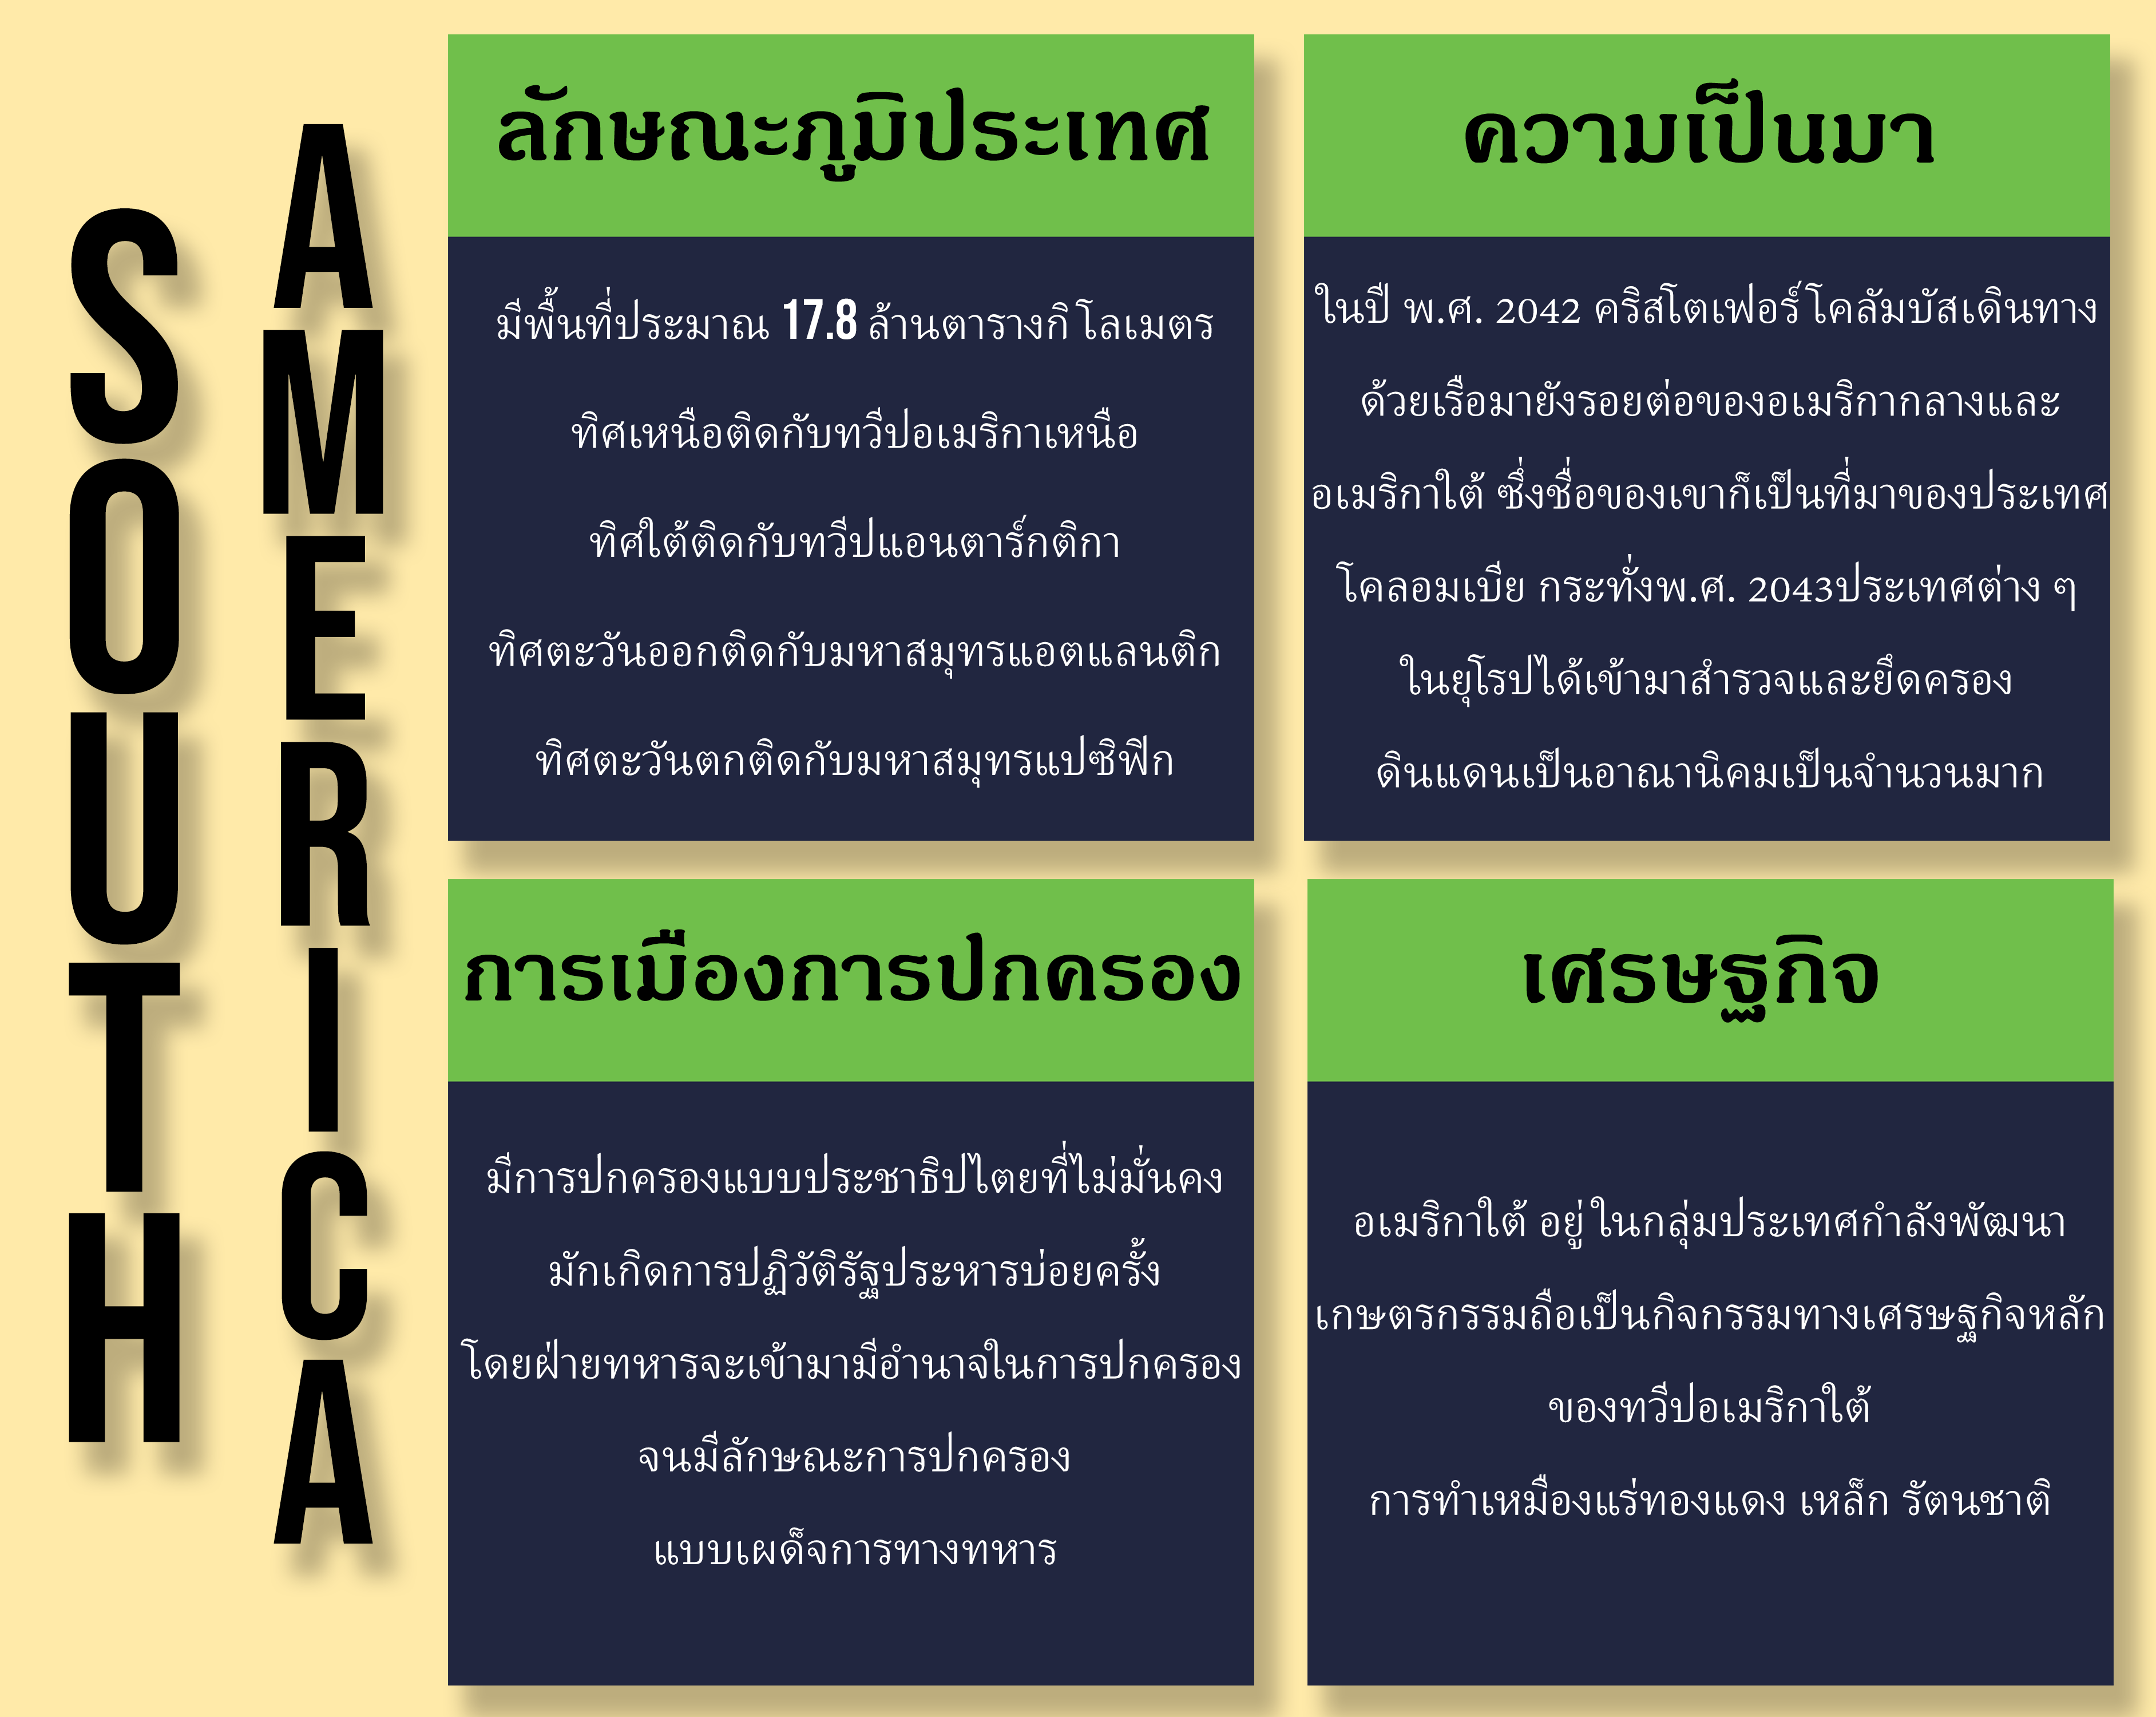 SOUTH
AMERICA
ลักษณะภูมิประเทศ
มีพื้นที่ประมาณ 17.8 ล้านตารางกิโลเมตร
ทิศเหนือติดกับทวีปอเมริกาเหนือ
ทิศใต้ติดกับทวีปแอนตาร์กติกา
ทิศตะวันออกติดกับมหาสมุทรแอตแลนติก
ทิศตะวันตกติดกับมหาสมุทรแปซิฟิก
ความเป็นมา
ในปี พ.ศ. 2042 คริสโตเฟอร์ โคลัมบัสเดินทาง
ด้วยเรือมายังรอยต่อของอเมริกากลางและ
อเมริกาใต้ ซึ่งชื่อของเขาก็เป็นที่มาของประเทศ
โคลอมเบีย กระทั่งพ.ศ. 2043ประเทศต่าง ๆ
ในยุโรปได้เข้ามาสำรวจและยึดครอง
ดินแดนเป็นอาณานิคมเป็นจำนวนมาก
การเมืองการปกครอง
มีการปกครองแบบประชาธิปไตยที่ไม่มั่นคง
มักเกิดการปฏิวัติรัฐประหารบ่อยครั้ง
โดยฝ่ายทหารจะเข้ามามีอำนาจในการปกครอง
จนมีลักษณะการปกครอง
แบบเผด็จการทางทหาร
เศรษฐกิจ
อเมริกาใต้ อยู่ในกลุ่มประเทศกำลังพัฒนา
เกษตรกรรมถือเป็นกิจกรรมทางเศรษฐกิจหลัก
ของทวีปอเมริกาใต้
การทำเหมืองแร่ทองแดง เหล็ก รัตนชาติ